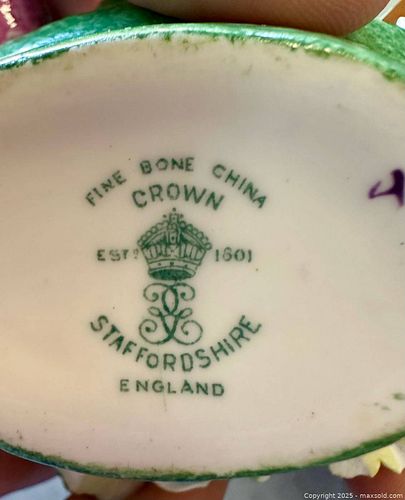 FINE BONE CHINA
CROWN
ESTD 1801
STAFFORDSHIRE
ENGLAND
Copyright © 2025 - maxsold.com